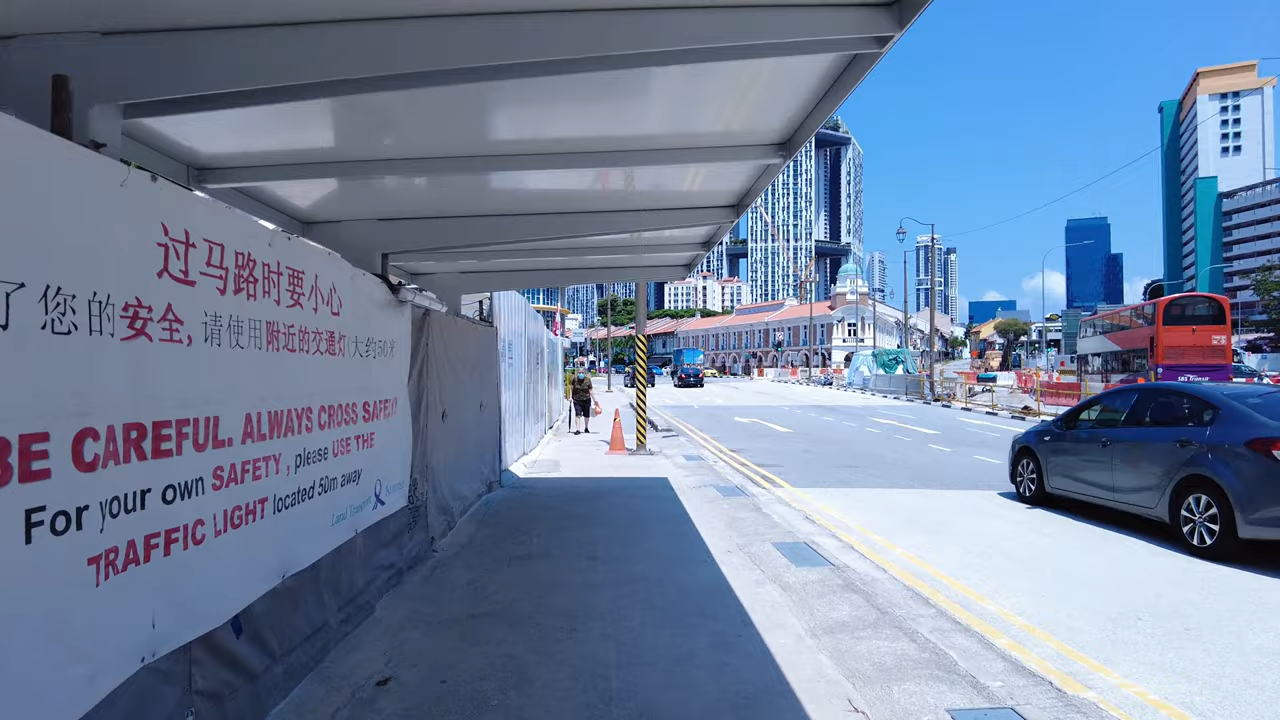 过马路时要小心
了您的安全, 请使用附近的交通灯(大约50米
BE CAREFUL. ALWAYS CROSS SAFELY
For your own SAFETY, please USE THE
TRAFFIC LIGHT located 50m away
Land Transport
SBS Transit